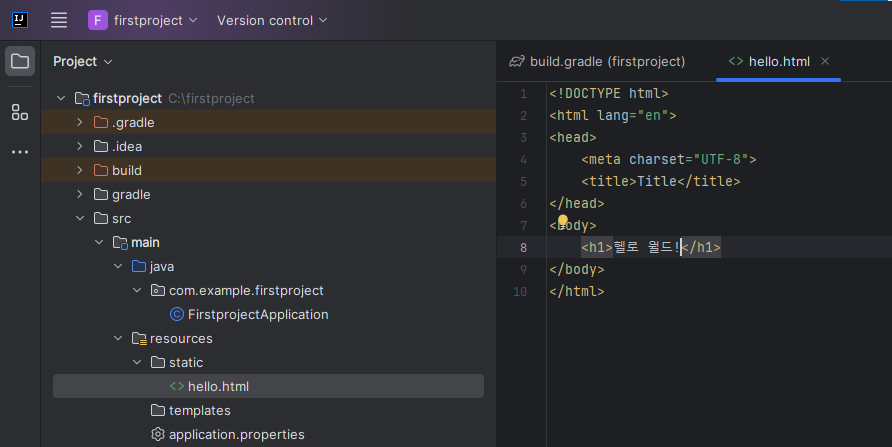 IJ
F firstproject Version control
Project
firstproject C:\firstproject
.gradle
.idea
build
gradle
src
main
java
com.example.firstproject
C FirstprojectApplication
resources
static
<> hello.html
templates
application.properties
build.gradle (firstproject) <> hello.html ×
1 <!DOCTYPE html>
2 <html lang="en">
3 <head>
4 <meta charset="UTF-8">
5 <title>Title</title>
6 </head>
7 <body>
8 <h1>헬로 월드!</h1>
9 </body>
10 </html>